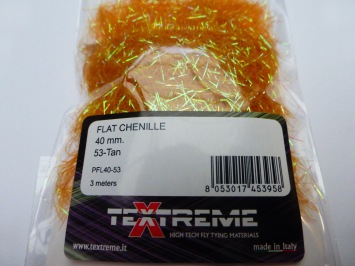 FLAT CHENILLE
40 mm.
53-Tan
PFL40-53
3 meters
8 053017 453958
TEXTREME
HIGH TECH FLY TYING MATERIALS
www.textreme.it
made in Italy